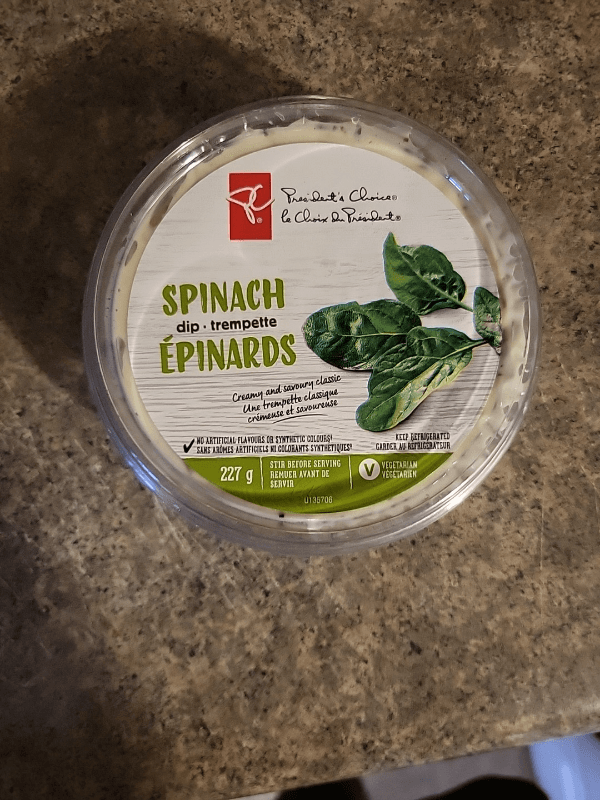 PC®
President's Choice®
le Choix du Président®
SPINACH
dip · trempette
ÉPINARDS
Creamy and savoury classic
Une trempette classique
crémeuse et savoureuse
NO ARTIFICIAL FLAVOURS OR SYNTHETIC COLOURS‡
SANS ARÔMES ARTIFICIELS NI COLORANTS SYNTHÉTIQUES‡
KEEP REFRIGERATED
GARDER AU RÉFRIGÉRATEUR
227 g
STIR BEFORE SERVING
REMUER AVANT DE
SERVIR
V
VEGETARIAN
VÉGÉTARIEN
U136706